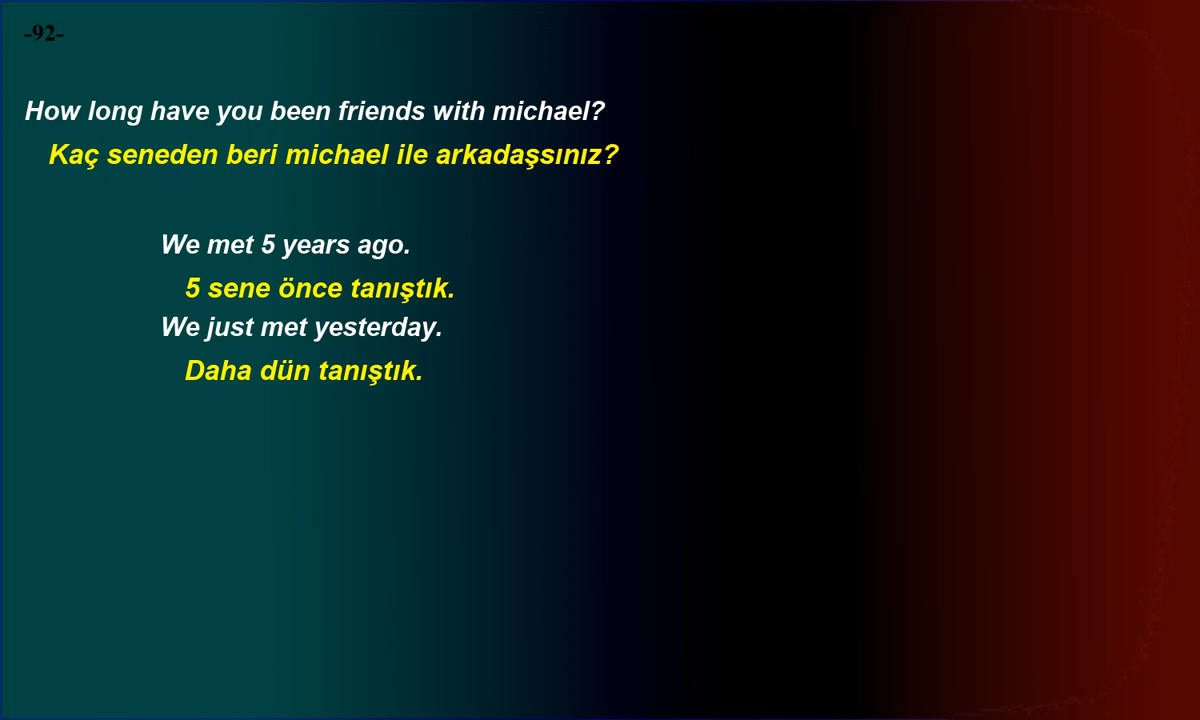 -92-
How long have you been friends with michael?
Kaç seneden beri michael ile arkadaşsınız?
We met 5 years ago.
5 sene önce tanıştık.
We just met yesterday.
Daha dün tanıştık.